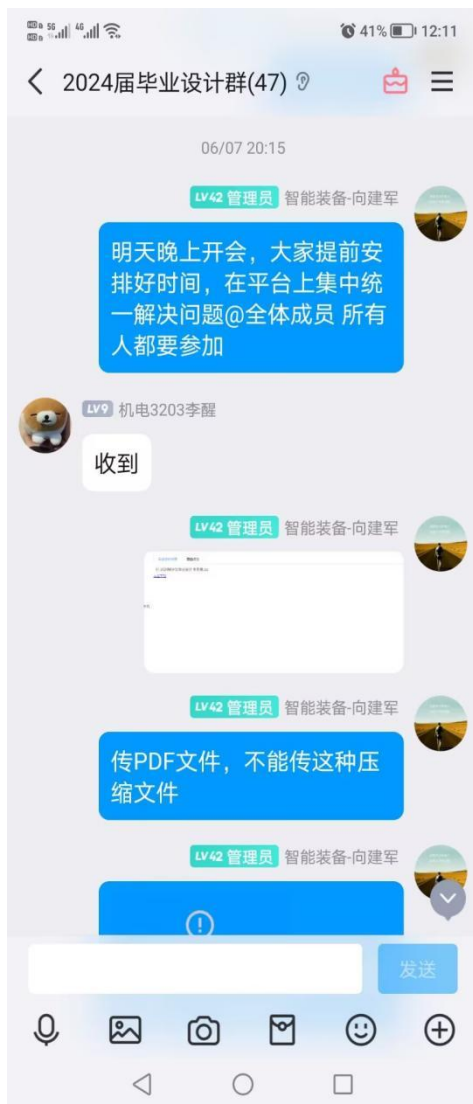 41% 12:11
2024届毕业设计群(47)
06/07 20:15
LV42 管理员 智能装备-向建军
明天晚上开会，大家提前安
排好时间，在平台上集中统
一解决问题@全体成员 所有
人都要参加
LV9 机电3203李醒
收到
LV42 管理员 智能装备-向建军
LV42 管理员 智能装备-向建军
传PDF文件，不能传这种压
缩文件
LV42 管理员 智能装备-向建军
发送